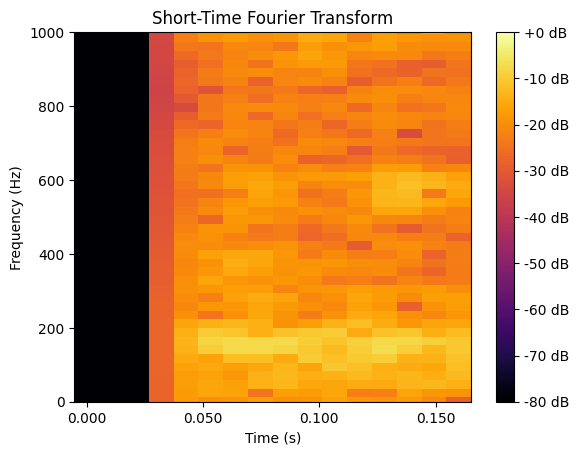 Short-Time Fourier Transform
1000
800
600
400
200
0
Frequency (Hz)
0.000
0.050
0.100
0.150
Time (s)
+0 dB
-10 dB
-20 dB
-30 dB
-40 dB
-50 dB
-60 dB
-70 dB
-80 dB